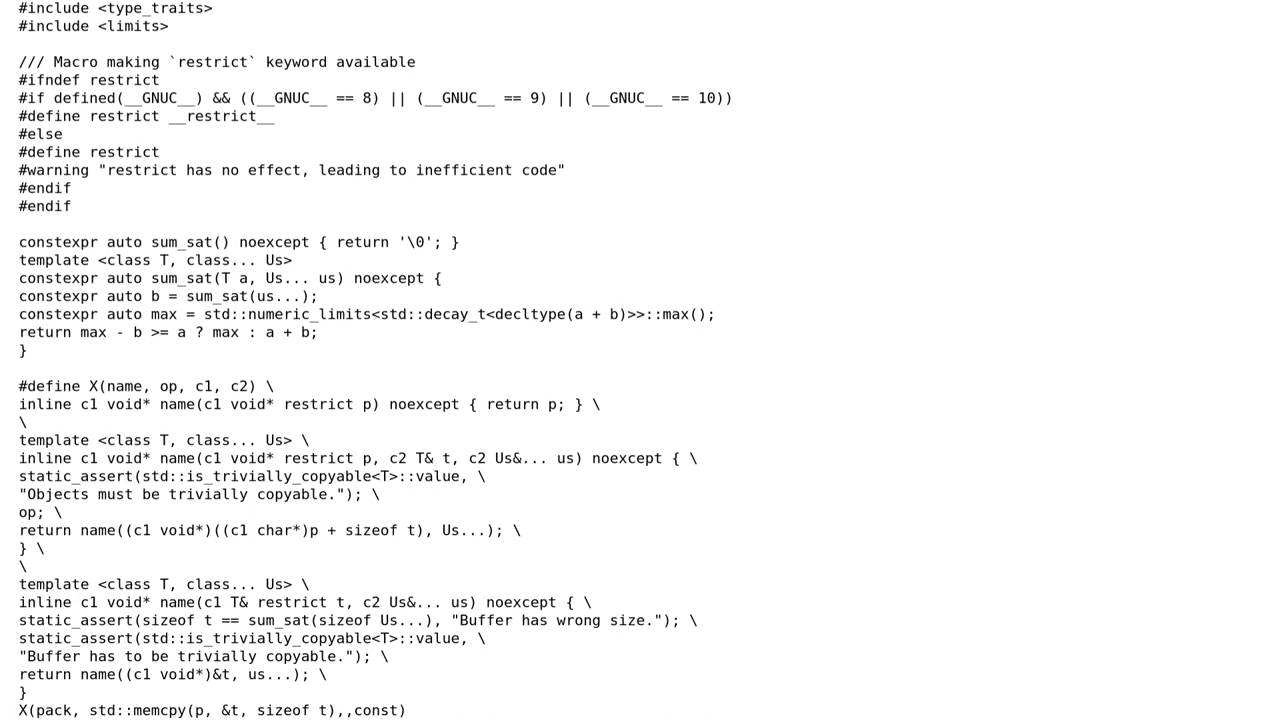 #include <type_traits>
#include <limits>
/// Macro making `restrict` keyword available
#ifndef restrict
#if defined(__GNUC__) && ((__GNUC__ == 8) || (__GNUC__ == 9) || (__GNUC__ == 10))
#define restrict __restrict__
#else
#define restrict
#warning "restrict has no effect, leading to inefficient code"
#endif
#endif
constexpr auto sum_sat() noexcept { return '\0'; }
template <class T, class... Us>
constexpr auto sum_sat(T a, Us... us) noexcept {
constexpr auto b = sum_sat(us...);
constexpr auto max = std::numeric_limits<std::decay_t<decltype(a + b)>>::max();
return max - b >= a ? max : a + b;
}
#define X(name, op, c1, c2) \
inline c1 void* name(c1 void* restrict p) noexcept { return p; } \
\
template <class T, class... Us> \
inline c1 void* name(c1 void* restrict p, c2 T& t, c2 Us&... us) noexcept { \
static_assert(std::is_trivially_copyable<T>::value, \
"Objects must be trivially copyable."); \
op; \
return name((c1 void*)((c1 char*)p + sizeof t), Us...); \
} \
\
template <class T, class... Us> \
inline c1 void* name(c1 T& restrict t, c2 Us&... us) noexcept { \
static_assert(sizeof t == sum_sat(sizeof Us...), "Buffer has wrong size."); \
static_assert(std::is_trivially_copyable<T>::value, \
"Buffer has to be trivially copyable."); \
return name((c1 void*)&t, us...); \
}
X(pack, std::memcpy(p, &t, sizeof t),,const)